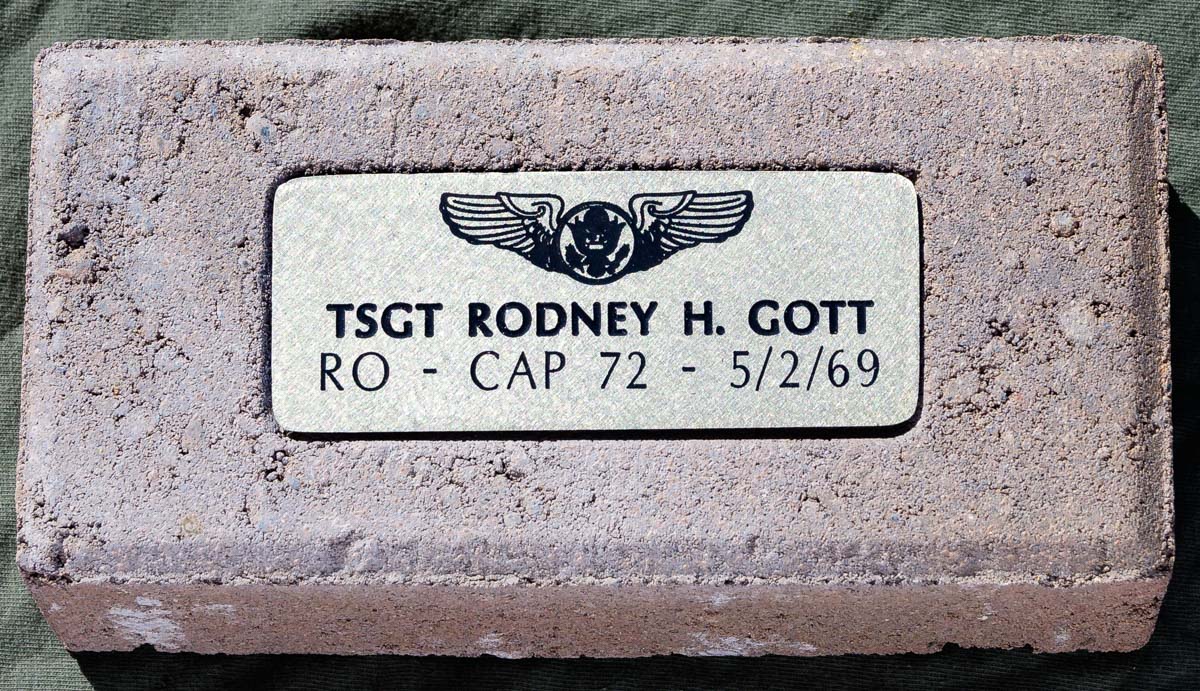 TSGT RODNEY H. GOTT
RO - CAP 72 - 5/2/69